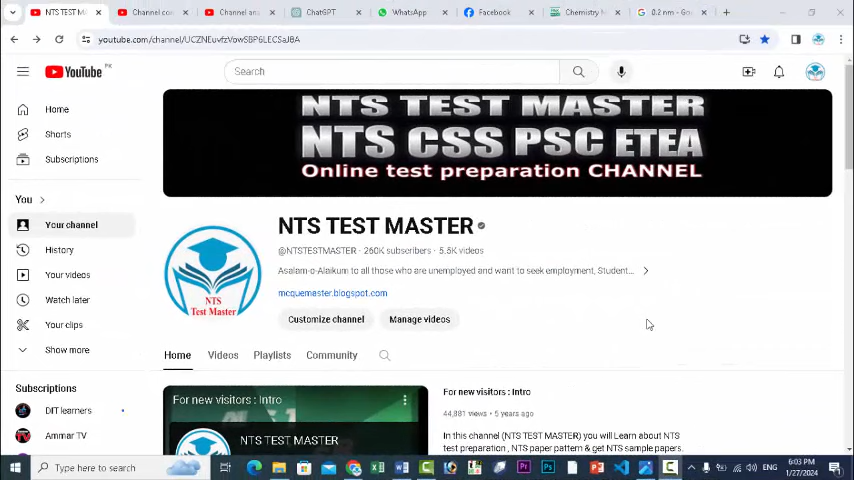 NTS TEST M
Channel con
Channel ana
ChatGPT
WhatsApp
Facebook
Chemistry M
0.2 nm - Goo
youtube.com/channel/UCZNEuvfzVowSBP6LECSaJ8A
YouTube PK
Search
Home
Shorts
Subscriptions
You
Your channel
History
Your videos
Watch later
Your clips
Show more
Subscriptions
DIT learners
Ammar TV
NTS TEST MASTER
NTS CSS PSC ETEA
Online test preparation CHANNEL
NTS
Test Master
NTS TEST MASTER
@NTSTESTMASTER · 260K subscribers · 5.5K videos
Asalam-o-Alaikum to all those who are unemployed and want to seek employment, Student...
mcquemaster.blogspot.com
Customize channel
Manage videos
Home
Videos
Playlists
Community
For new visitors : Intro
NTS TEST MASTER
For new visitors : Intro
44,881 views · 5 years ago
In this channel (NTS TEST MASTER) you will Learn about NTS
test preparation , NTS paper pattern & get NTS sample papers.
Type here to search
ENG
6:03 PM
1/27/2024